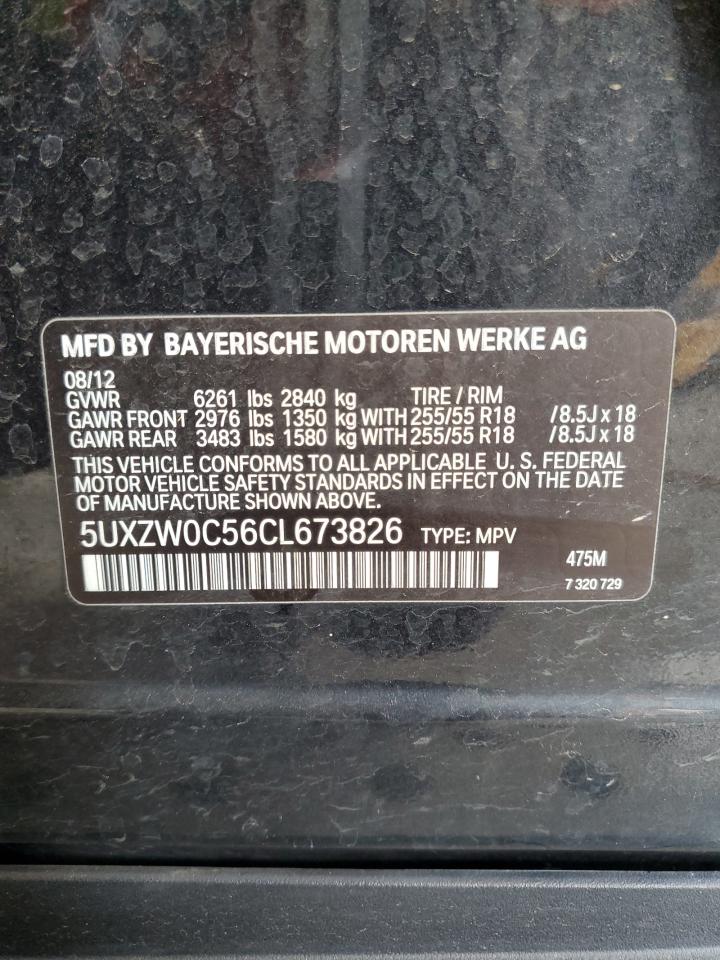 MFD BY BAYERISCHE MOTOREN WERKE AG
08/12
GVWR 6261 lbs 2840 kg TIRE / RIM
GAWR FRONT 2976 lbs 1350 kg WITH 255/55 R18 /8.5J x 18
GAWR REAR 3483 lbs 1580 kg WITH 255/55 R18 /8.5J x 18
THIS VEHICLE CONFORMS TO ALL APPLICABLE U. S. FEDERAL
MOTOR VEHICLE SAFETY STANDARDS IN EFFECT ON THE DATE
OF MANUFACTURE SHOWN ABOVE.
5UXZW0C56CL673826 TYPE: MPV
475M
7 320 729